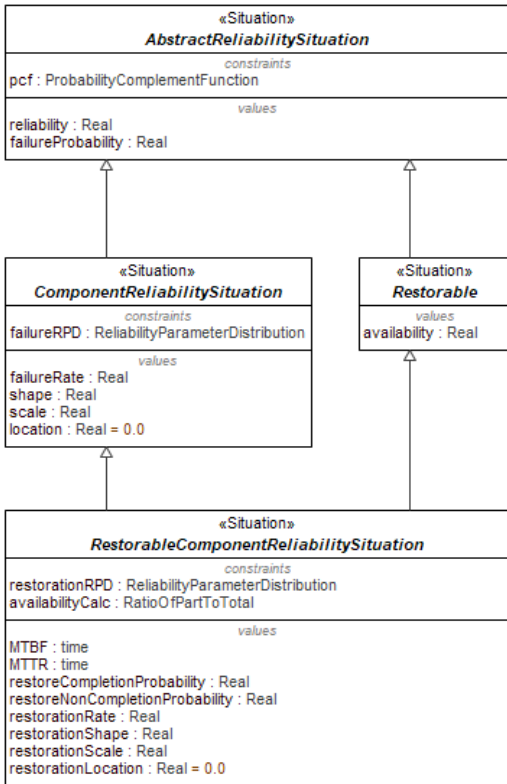 «Situation»
AbstractReliabilitySituation
constraints
pcf : ProbabilityComplementFunction
values
reliability : Real
failureProbability : Real
«Situation»
ComponentReliabilitySituation
constraints
failureRPD : ReliabilityParameterDistribution
values
failureRate : Real
shape : Real
scale : Real
location : Real = 0.0
«Situation»
Restorable
values
availability : Real
«Situation»
RestorableComponentReliabilitySituation
constraints
restorationRPD : ReliabilityParameterDistribution
availabilityCalc : RatioOfPartToTotal
values
MTBF : time
MTTR : time
restoreCompletionProbability : Real
restoreNonCompletionProbability : Real
restorationRate : Real
restorationShape : Real
restorationScale : Real
restorationLocation : Real = 0.0